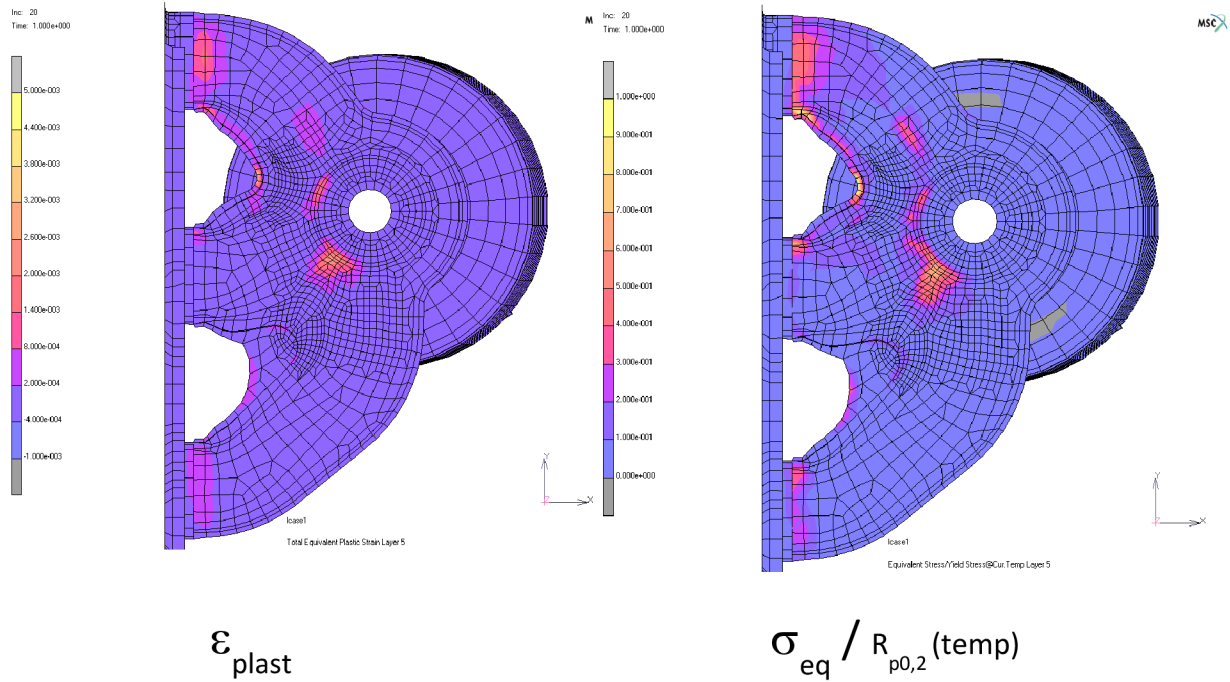 Inc: 20
Time: 1.000e+000
5.000e-003
4.400e-003
3.800e-003
3.200e-003
2.600e-003
2.000e-003
1.400e-003
8.000e-004
2.000e-004
-4.000e-004
-1.000e-003
lcase1
Total Equivalent Plastic Strain Layer 5
Y
X
Z
M
Inc: 20
Time: 1.000e+000
MSC X
1.000e+000
9.000e-001
8.000e-001
7.000e-001
6.000e-001
5.000e-001
4.000e-001
3.000e-001
2.000e-001
1.000e-001
0.000e+000
lcase1
Equivalent Stress/Yield Stress@Cur.Temp Layer 5
Y
X
Z
εplast
σeq / Rp0,2 (temp)